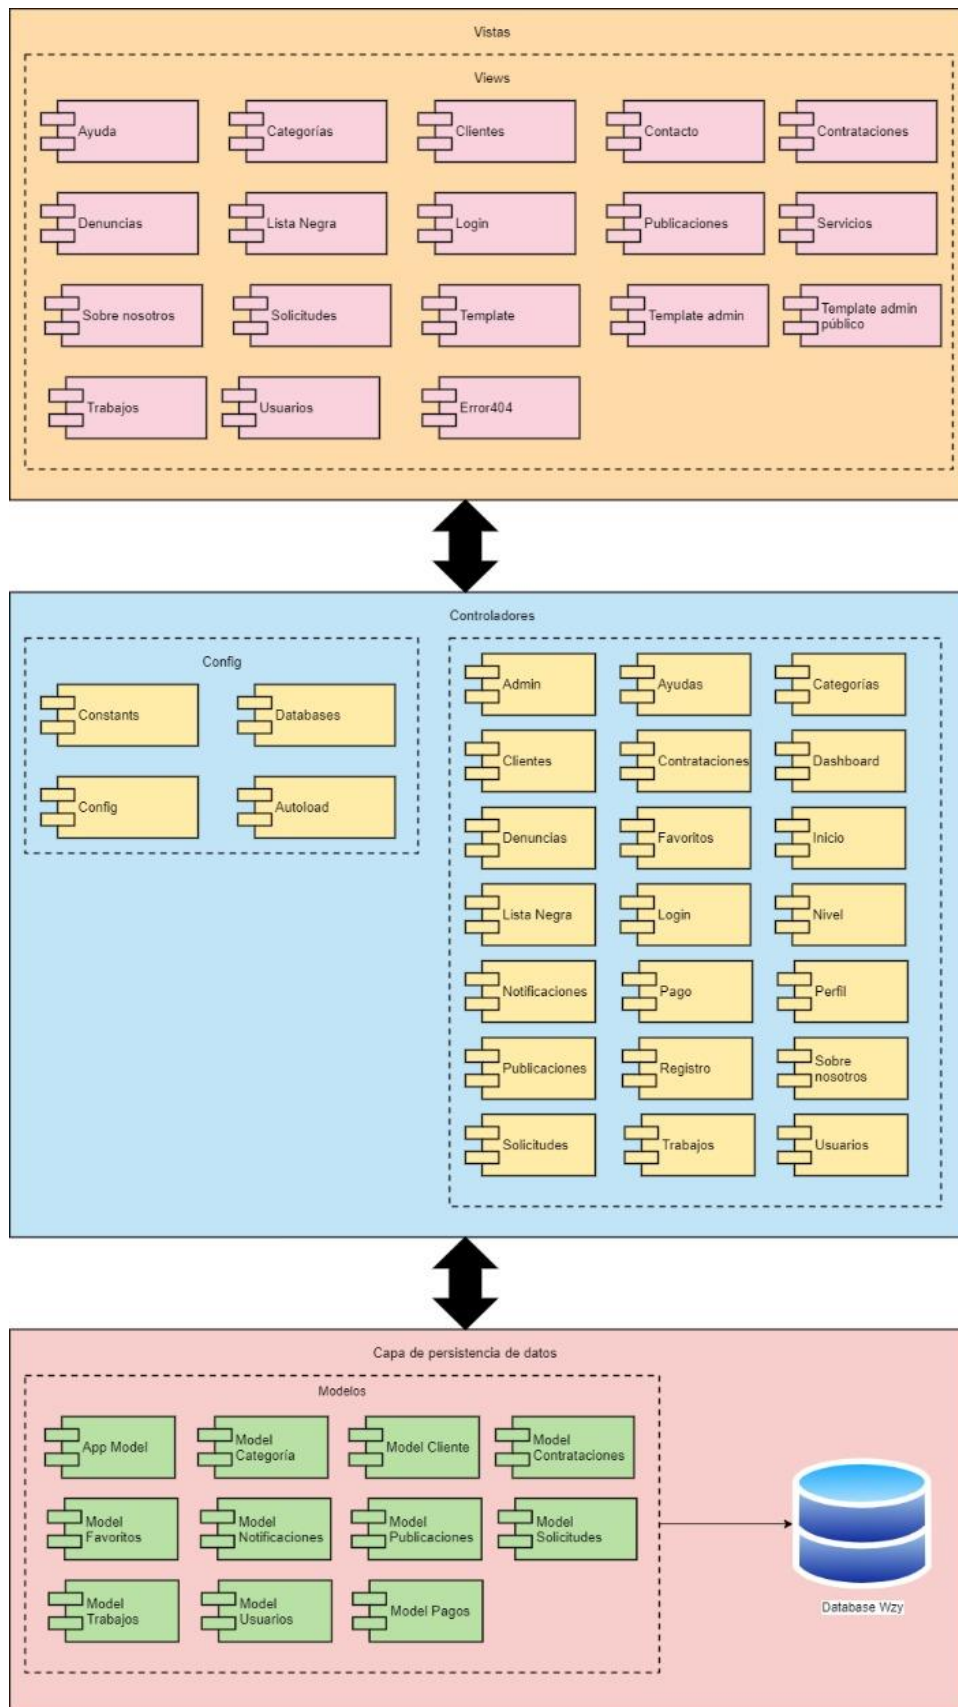 Vistas
Views
Ayuda
Categorías
Clientes
Contacto
Contrataciones
Denuncias
Lista Negra
Login
Publicaciones
Servicios
Sobre nosotros
Solicitudes
Template
Template admin
Template admin
público
Trabajos
Usuarios
Error404
Controladores
Config
Constants
Databases
Config
Autoload
Admin
Ayudas
Categorías
Clientes
Contrataciones
Dashboard
Denuncias
Favoritos
Inicio
Lista Negra
Login
Nivel
Notificaciones
Pago
Perfil
Publicaciones
Registro
Sobre
nosotros
Solicitudes
Trabajos
Usuarios
Capa de persistencia de datos
Modelos
App Model
Model
Categoría
Model Cliente
Model
Contrataciones
Model
Favoritos
Model
Notificaciones
Model
Publicaciones
Model
Solicitudes
Model
Trabajos
Model
Usuarios
Model Pagos
Database Wzy